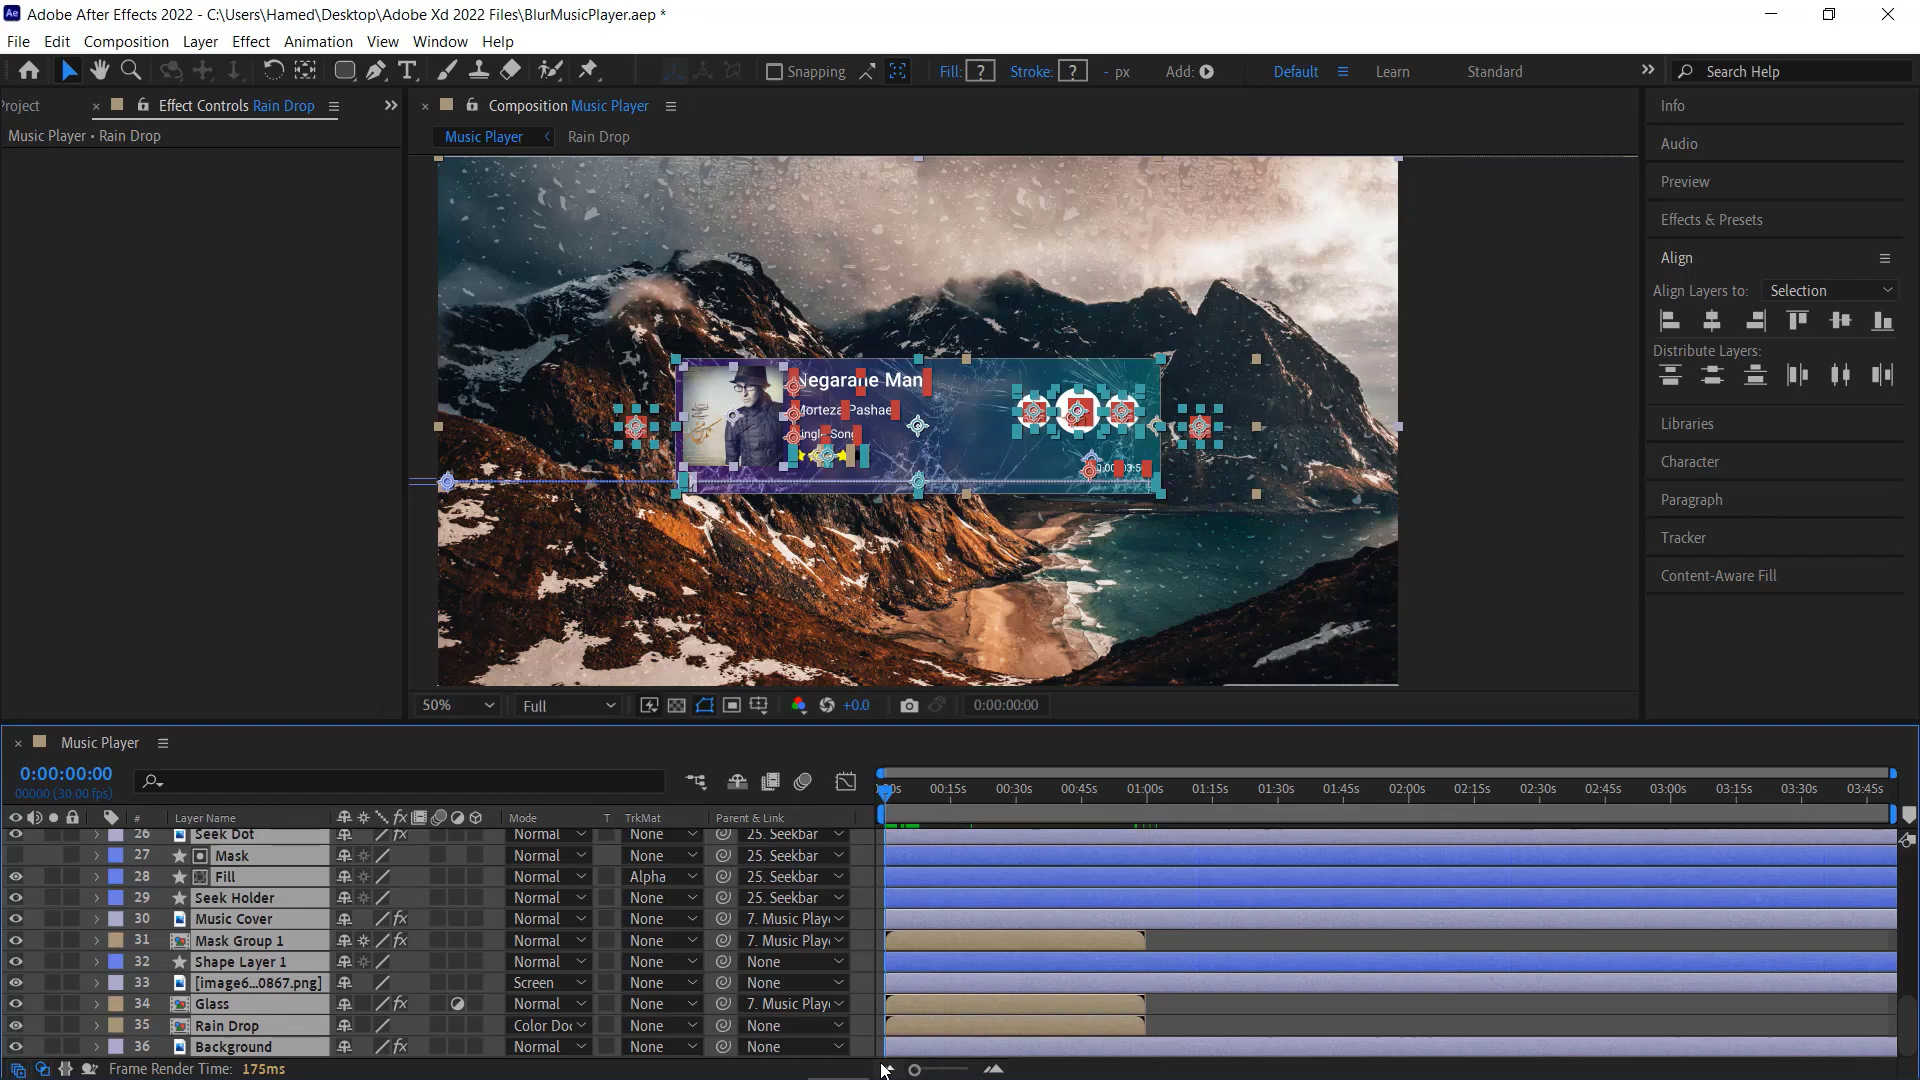 Adobe After Effects 2022 - C:\Users\Hamed\Desktop\Adobe Xd 2022 Files\BlurMusicPlayer.aep *
File Edit Composition Layer Effect Animation View Window Help
Snapping Fill: ? Stroke: ? - px Add: Default Learn Standard Search Help
roject Effect Controls Rain Drop Composition Music Player Info
Music Player • Rain Drop Music Player Rain Drop
Audio
Preview
Effects & Presets
Align
Align Layers to: Selection
Distribute Layers:
Libraries
Character
Paragraph
Tracker
Content-Aware Fill
Negarane Man
Morteza Pashaei
Single Song
50% Full +0.0 0:00:00:00
Music Player
0:00:00:00
00000 (30.00 fps)
00s 00:15s 00:30s 00:45s 01:00s 01:15s 01:30s 01:45s 02:00s 02:15s 02:30s 02:45s 03:00s 03:15s 03:30s 03:45s
# Layer Name Mode T TrkMat Parent & Link
26 Seek Dot Normal None 25. Seekbar
27 Mask Normal None 25. Seekbar
28 Fill Normal Alpha 25. Seekbar
29 Seek Holder Normal None 25. Seekbar
30 Music Cover Normal None 7. Music Play
31 Mask Group 1 Normal None 7. Music Play
32 Shape Layer 1 Normal None None
33 [image6...0867.png] Screen None None
34 Glass Normal None 7. Music Play
35 Rain Drop Color Do None None
36 Background Normal None None
Frame Render Time: 175ms